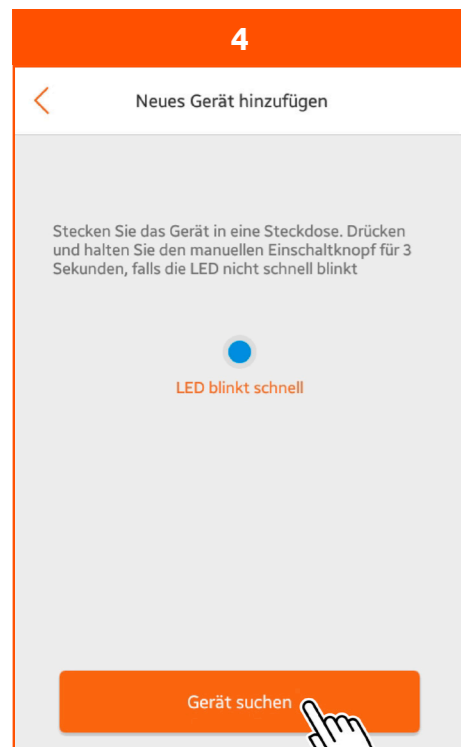 4
Neues Gerät hinzufügen
Stecken Sie das Gerät in eine Steckdose. Drücken
und halten Sie den manuellen Einschaltknopf für 3
Sekunden, falls die LED nicht schnell blinkt
LED blinkt schnell
Gerät suchen